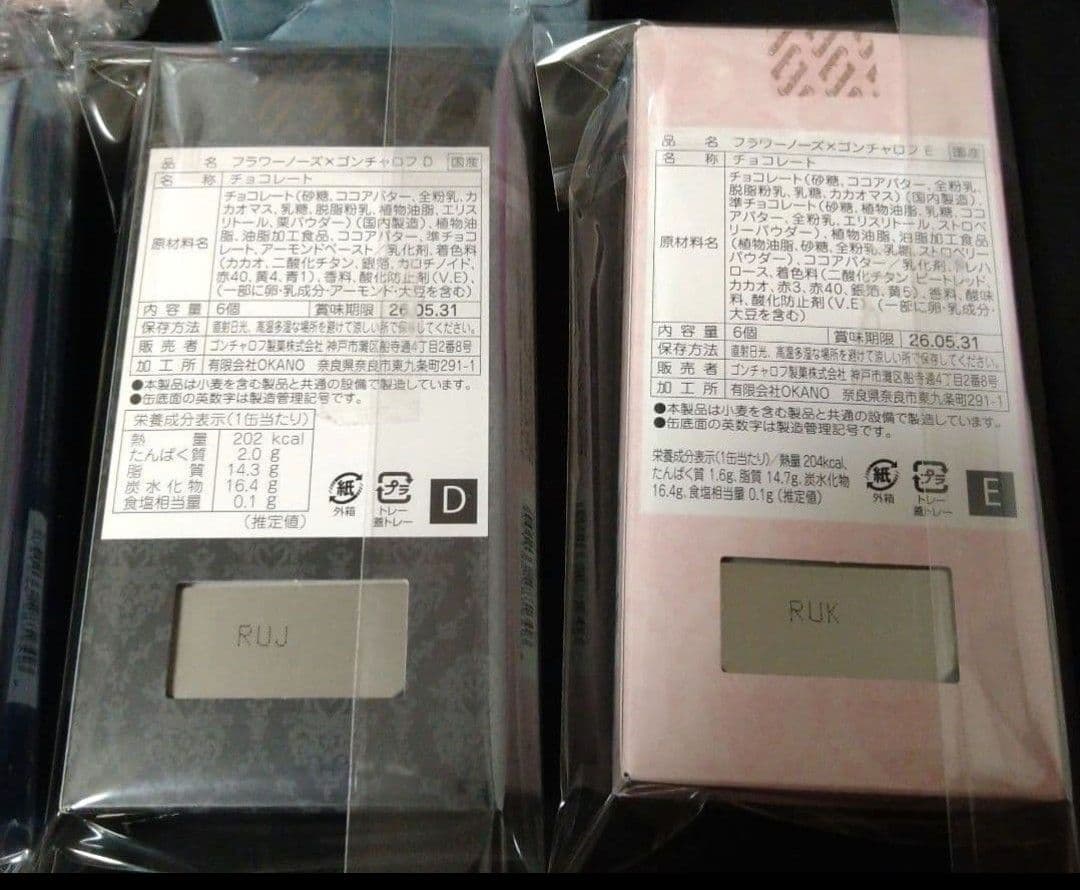 品名 フラワーノーズ×ゴンチャロフ D 国産
名称 チョコレート
原材料名
チョコレート(砂糖、ココアバター、全粉乳、カ
カオマス、乳糖、脱脂粉乳、植物油脂、エリス
リトール、栗パウダー)(国内製造)、植物油
脂、油脂加工食品、ココアバター、準チョコ
レート、アーモンドペースト/乳化剤、着色料
(カカオ、二酸化チタン、銀箔、カロチノイド、
赤40、黄4、青1)、香料、酸化防止剤(V.E)、
(一部に卵・乳成分・アーモンド・大豆を含む)
内容量 6個 賞味期限 26.05.31
保存方法 直射日光、高温多湿な場所を避けて涼しい所で保存してください。
販売者 ゴンチャロフ製菓株式会社 神戸市灘区船寺通4丁目2番8号
加工所 有限会社OKANO 奈良県奈良市東九条町291-1
●本製品は小麦を含む製品と共通の設備で製造しています。
●缶底面の英数字は製造管理記号です。
栄養成分表示(1缶当たり)
熱量 202 kcal
たんぱく質 2.0 g
脂質 14.3 g
炭水化物 16.4 g
食塩相当量 0.1 g
(推定値)
紙
外箱
プラ
トレー
蓋トレー
D
RUJ
品名 フラワーノーズ×ゴンチャロフ E 国産
名称 チョコレート
原材料名
チョコレート(砂糖、ココアバター、全粉乳、
脱脂粉乳、乳糖、カカオマス)(国内製造)、
準チョコレート(砂糖、植物油脂、乳糖、ココ
アバター、全粉乳、エリスリトール、ストロベ
リーパウダー)、植物油脂、油脂加工食品
(植物油脂、砂糖、全粉乳、乳糖、ストロベリー
パウダー)、ココアバター/乳化剤、トレハ
ロース、着色料(二酸化チタン、ビートレッド、
カカオ、赤3、赤40、銀箔、黄5)、香料、酸味
料、酸化防止剤(V.E)、(一部に卵・乳成分・
大豆を含む)
内容量 6個 賞味期限 26.05.31
保存方法 直射日光、高温多湿な場所を避けて涼しい所で保存してください。
販売者 ゴンチャロフ製菓株式会社 神戸市灘区船寺通4丁目2番8号
加工所 有限会社OKANO 奈良県奈良市東九条町291-1
●本製品は小麦を含む製品と共通の設備で製造しています。
●缶底面の英数字は製造管理記号です。
栄養成分表示(1缶当たり)/熱量 204kcal、
たんぱく質 1.6g、脂質 14.7g、炭水化物
16.4g、食塩相当量 0.1g (推定値)
紙
外箱
プラ
トレー
蓋トレー
E
RUK